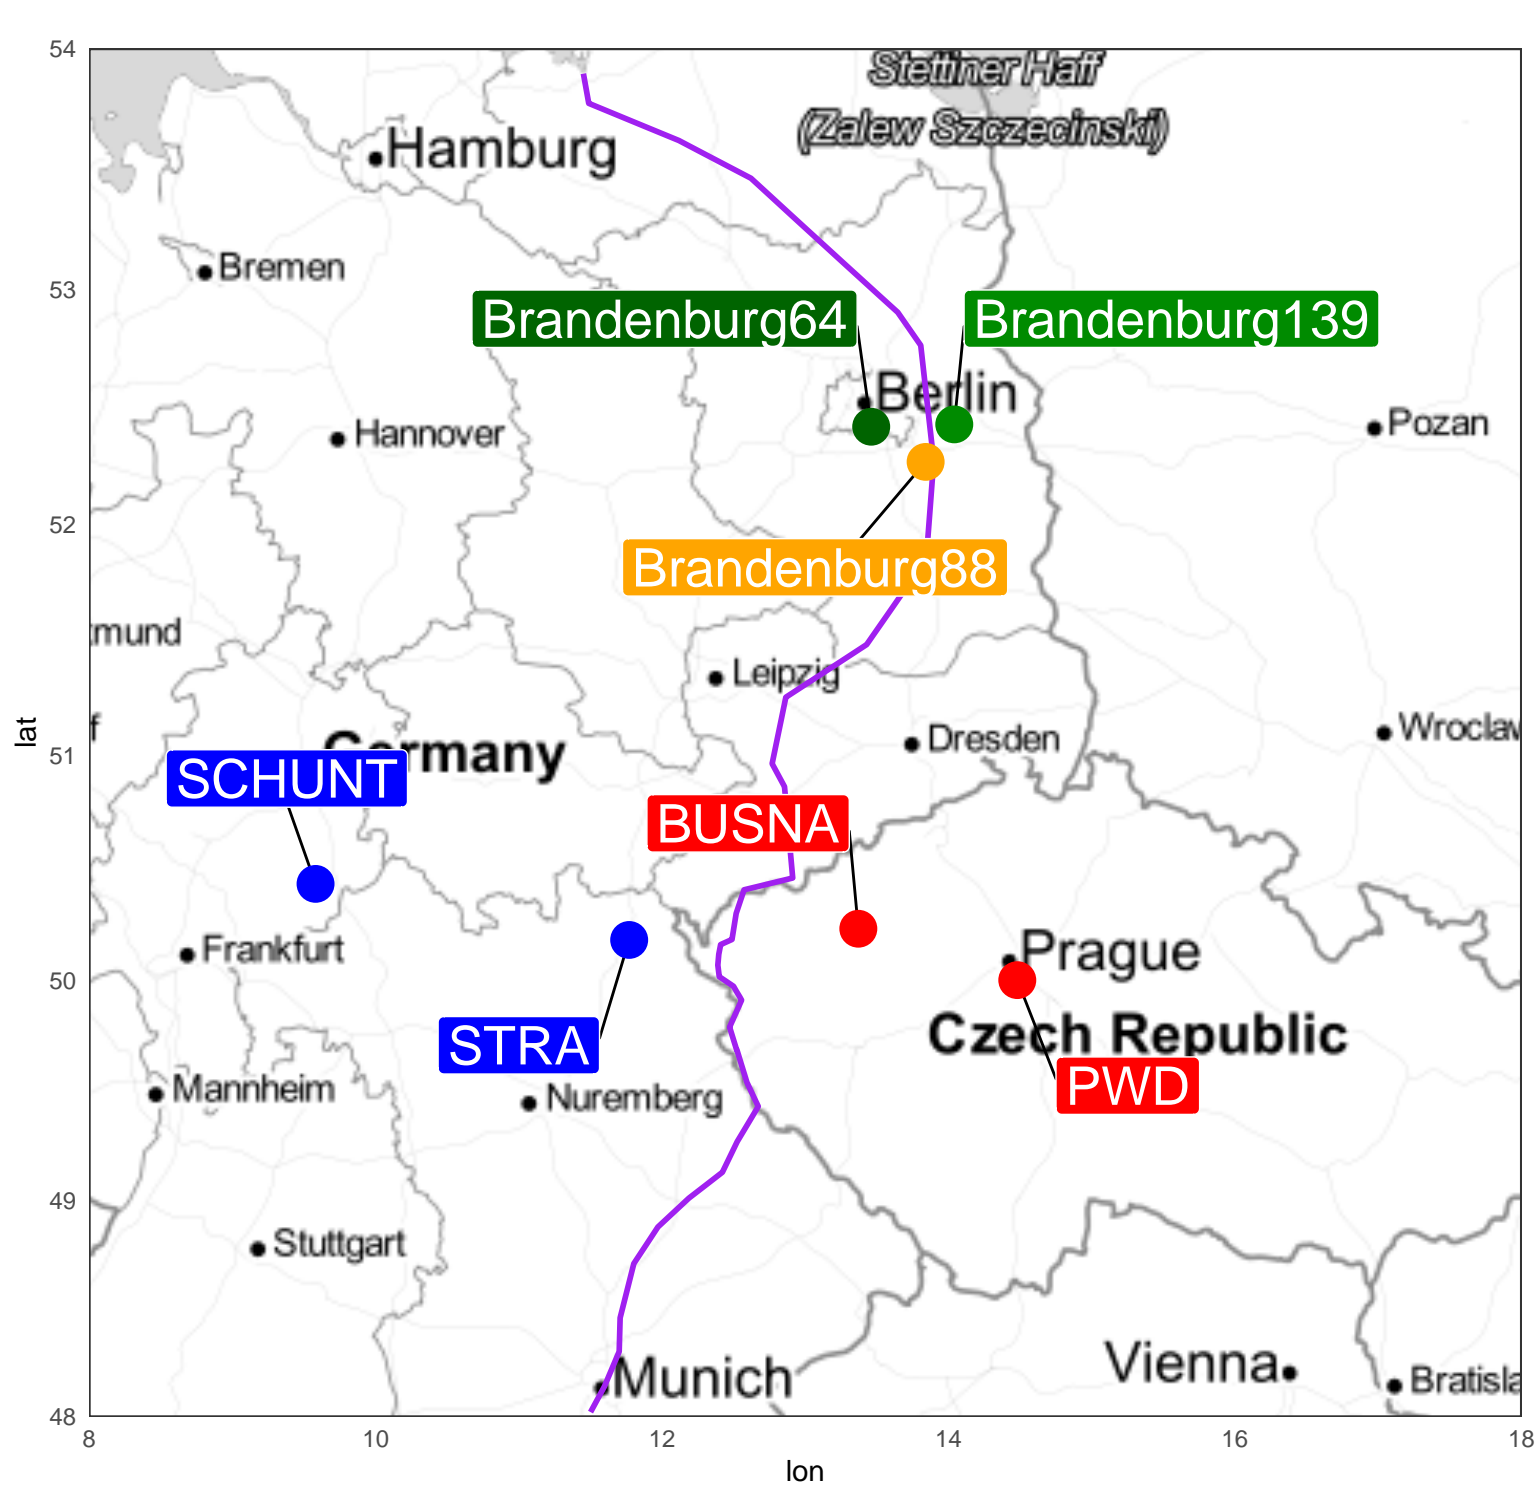 54
Stettiner Haff
(Zalew Szczecinski)
Hamburg
Bremen
53
Brandenburg64
Brandenburg139
Berlin
Hannover
Pozan
52
Brandenburg88
tmund
Leipzig
f
Wroclaw
Dresden
51
Germany
SCHUNT
BUSNA
Frankfurt
Prague
50
Czech Republic
STRA
PWD
Mannheim
Nuremberg
49
Stuttgart
Munich
Vienna
Bratisla
48
8 10 12 14 16 18
lon
lat